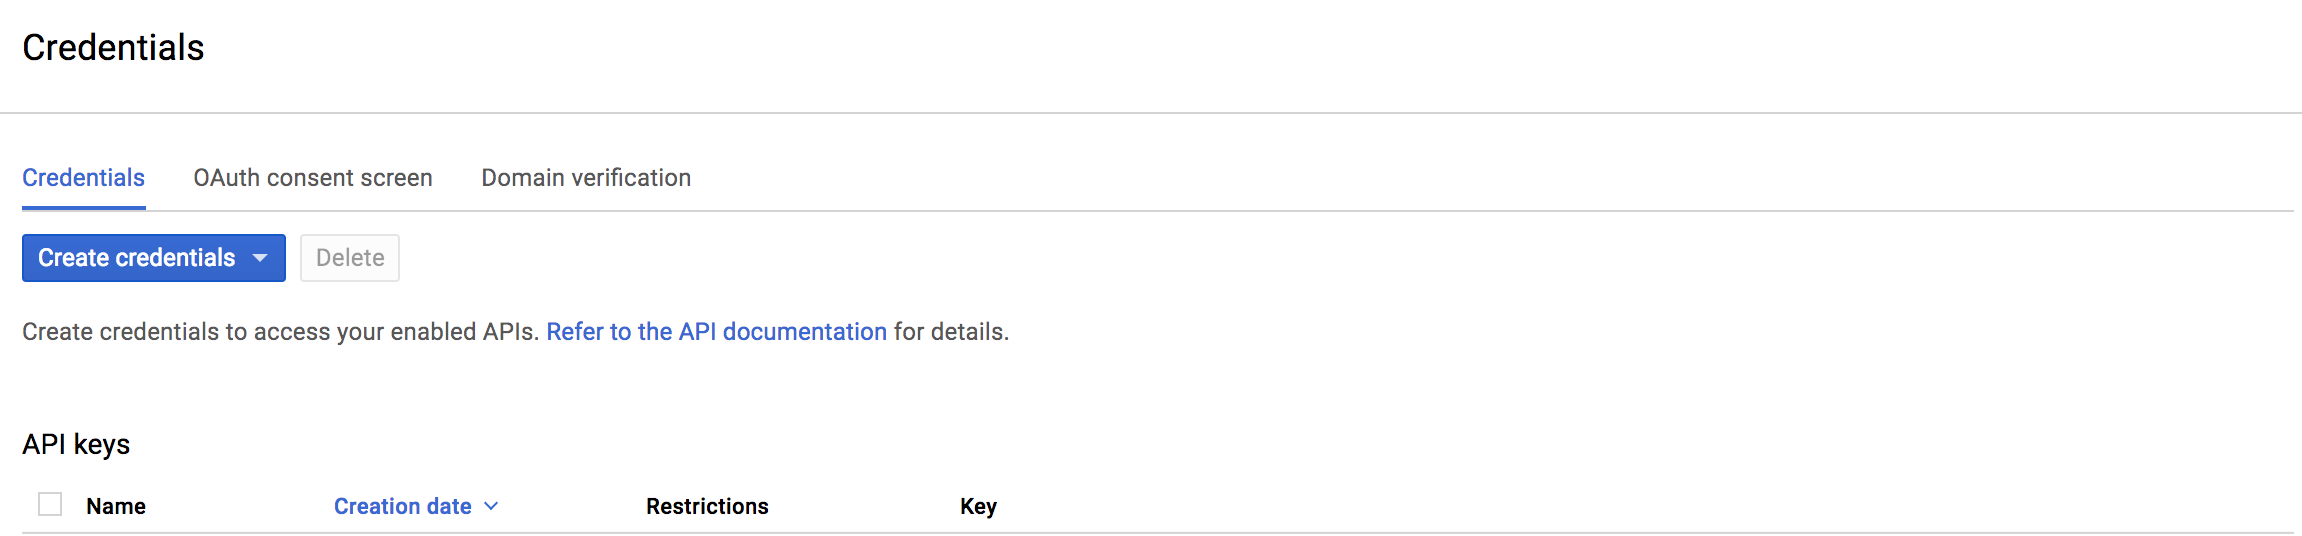 Credentials
Credentials OAuth consent screen Domain verification
Create credentials Delete
Create credentials to access your enabled APIs. Refer to the API documentation for details.
API keys
Name Creation date Restrictions Key